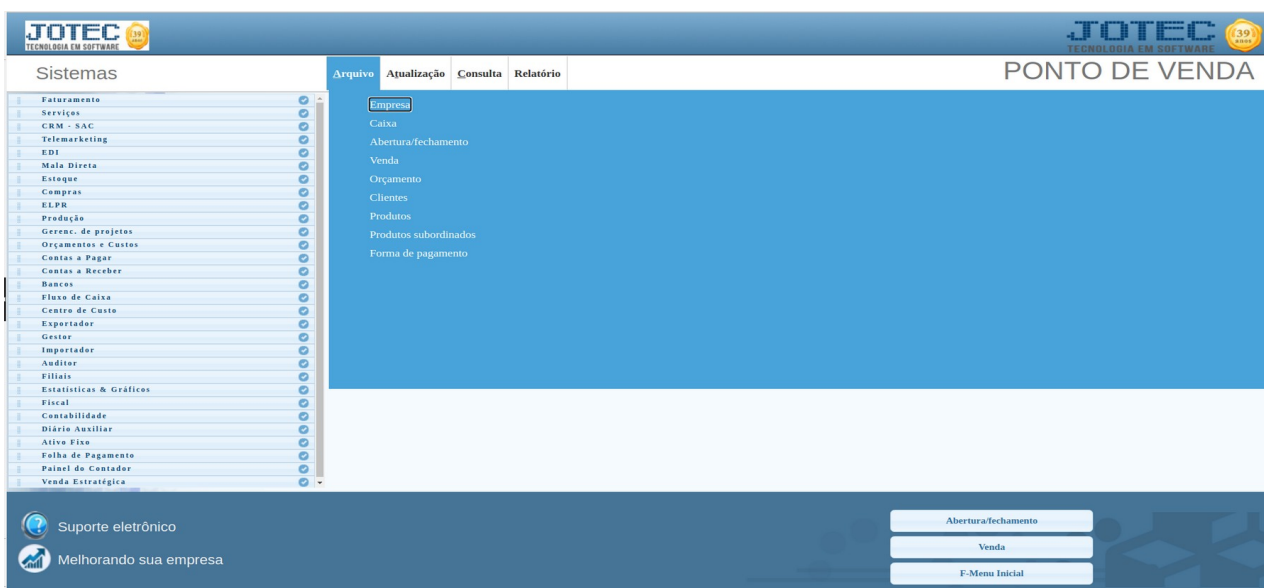 JOTEC 39
TECNOLOGIA EM SOFTWARE
JOTEC 39 anos
TECNOLOGIA EM SOFTWARE
Sistemas
Arquivo Atualização Consulta Relatório
PONTO DE VENDA
Faturamento
Serviços
CRM - SAC
Telemarketing
EDI
Mala Direta
Estoque
Compras
ELPR
Produção
Gerenc. de projetos
Orçamentos e Custos
Contas a Pagar
Contas a Receber
Bancos
Fluxo de Caixa
Centro de Custo
Exportador
Gestor
Importador
Auditor
Filiais
Estatísticas & Gráficos
Fiscal
Contabilidade
Diário Auxiliar
Ativo Fixo
Folha de Pagamento
Painel do Contador
Venda Estratégica
Empresa
Caixa
Abertura/fechamento
Venda
Orçamento
Clientes
Produtos
Produtos subordinados
Forma de pagamento
Suporte eletrônico
Melhorando sua empresa
Abertura/fechamento
Venda
F-Menu Inicial